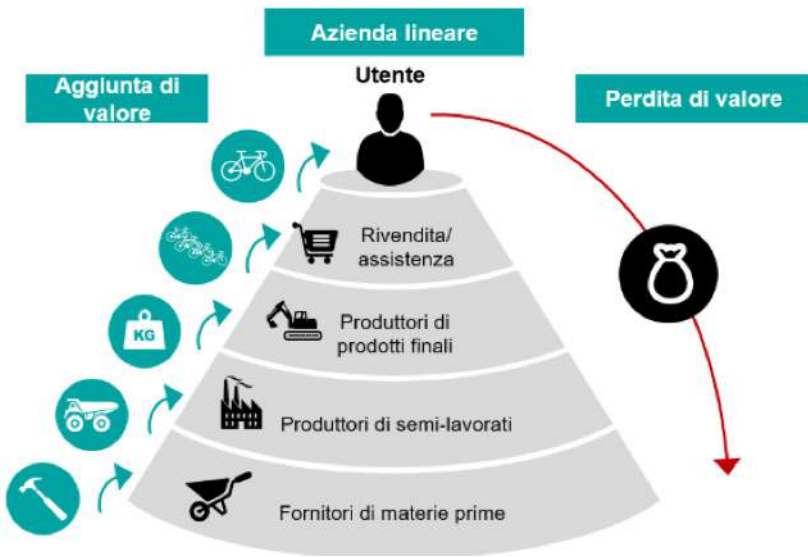 Azienda lineare
Utente
Aggiunta di
valore
Perdita di valore
Rivendita/
assistenza
KG
Produttori di
prodotti finali
Produttori di semi-lavorati
Fornitori di materie prime